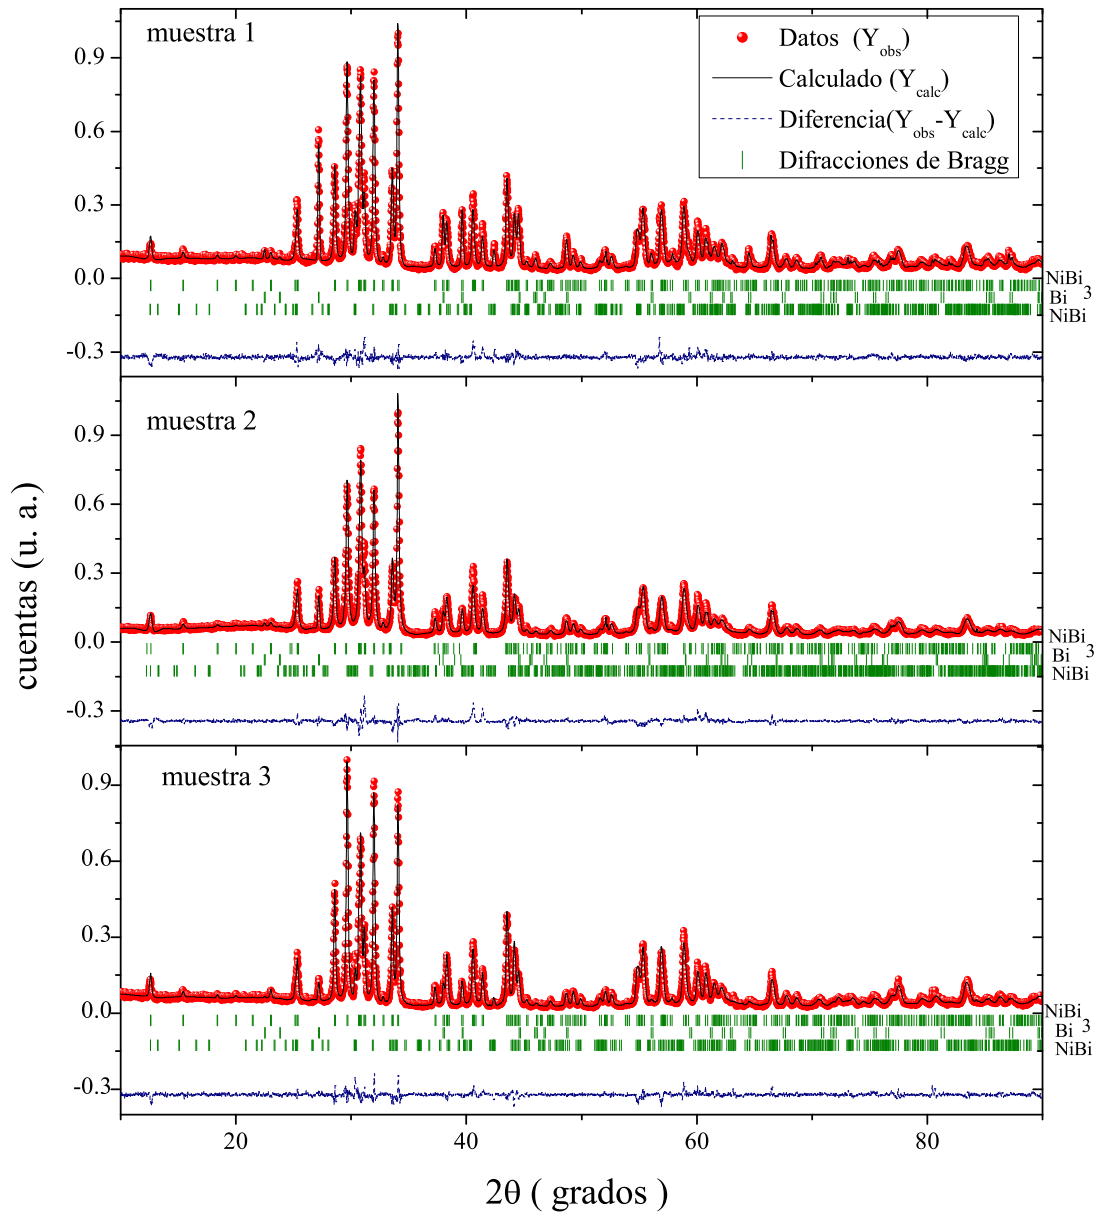 muestra 1
Datos (Yobs)
Calculado (Ycalc)
Diferencia(Yobs-Ycalc)
Difracciones de Bragg
0.9
0.6
0.3
0.0
-0.3
NiBi3
Bi
NiBi
muestra 2
0.9
0.6
0.3
0.0
-0.3
NiBi3
Bi
NiBi
muestra 3
0.9
0.6
0.3
0.0
-0.3
NiBi3
Bi
NiBi
20 40 60 80
cuentas (u. a.)
2θ ( grados )